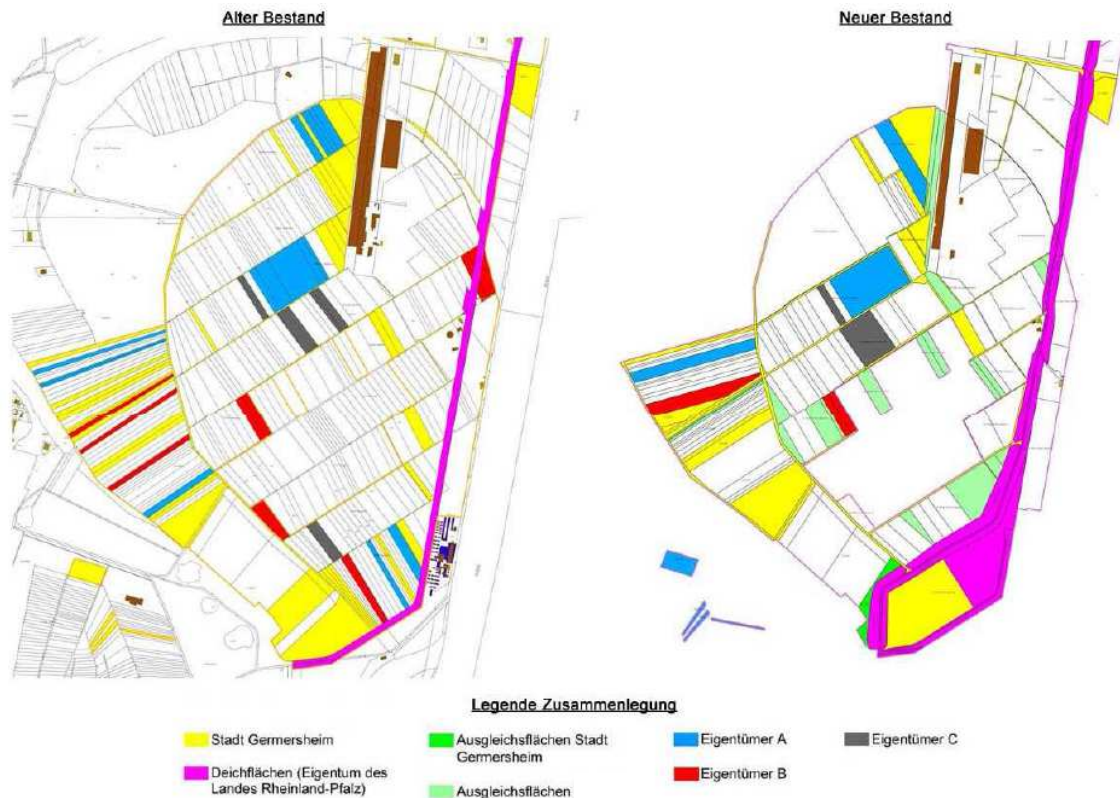 Alter Bestand
Neuer Bestand
Legende Zusammenlegung
Stadt Germersheim
Deichflächen (Eigentum des
Landes Rheinland-Pfalz)
Ausgleichsflächen Stadt
Germersheim
Ausgleichsflächen
Eigentümer A
Eigentümer B
Eigentümer C